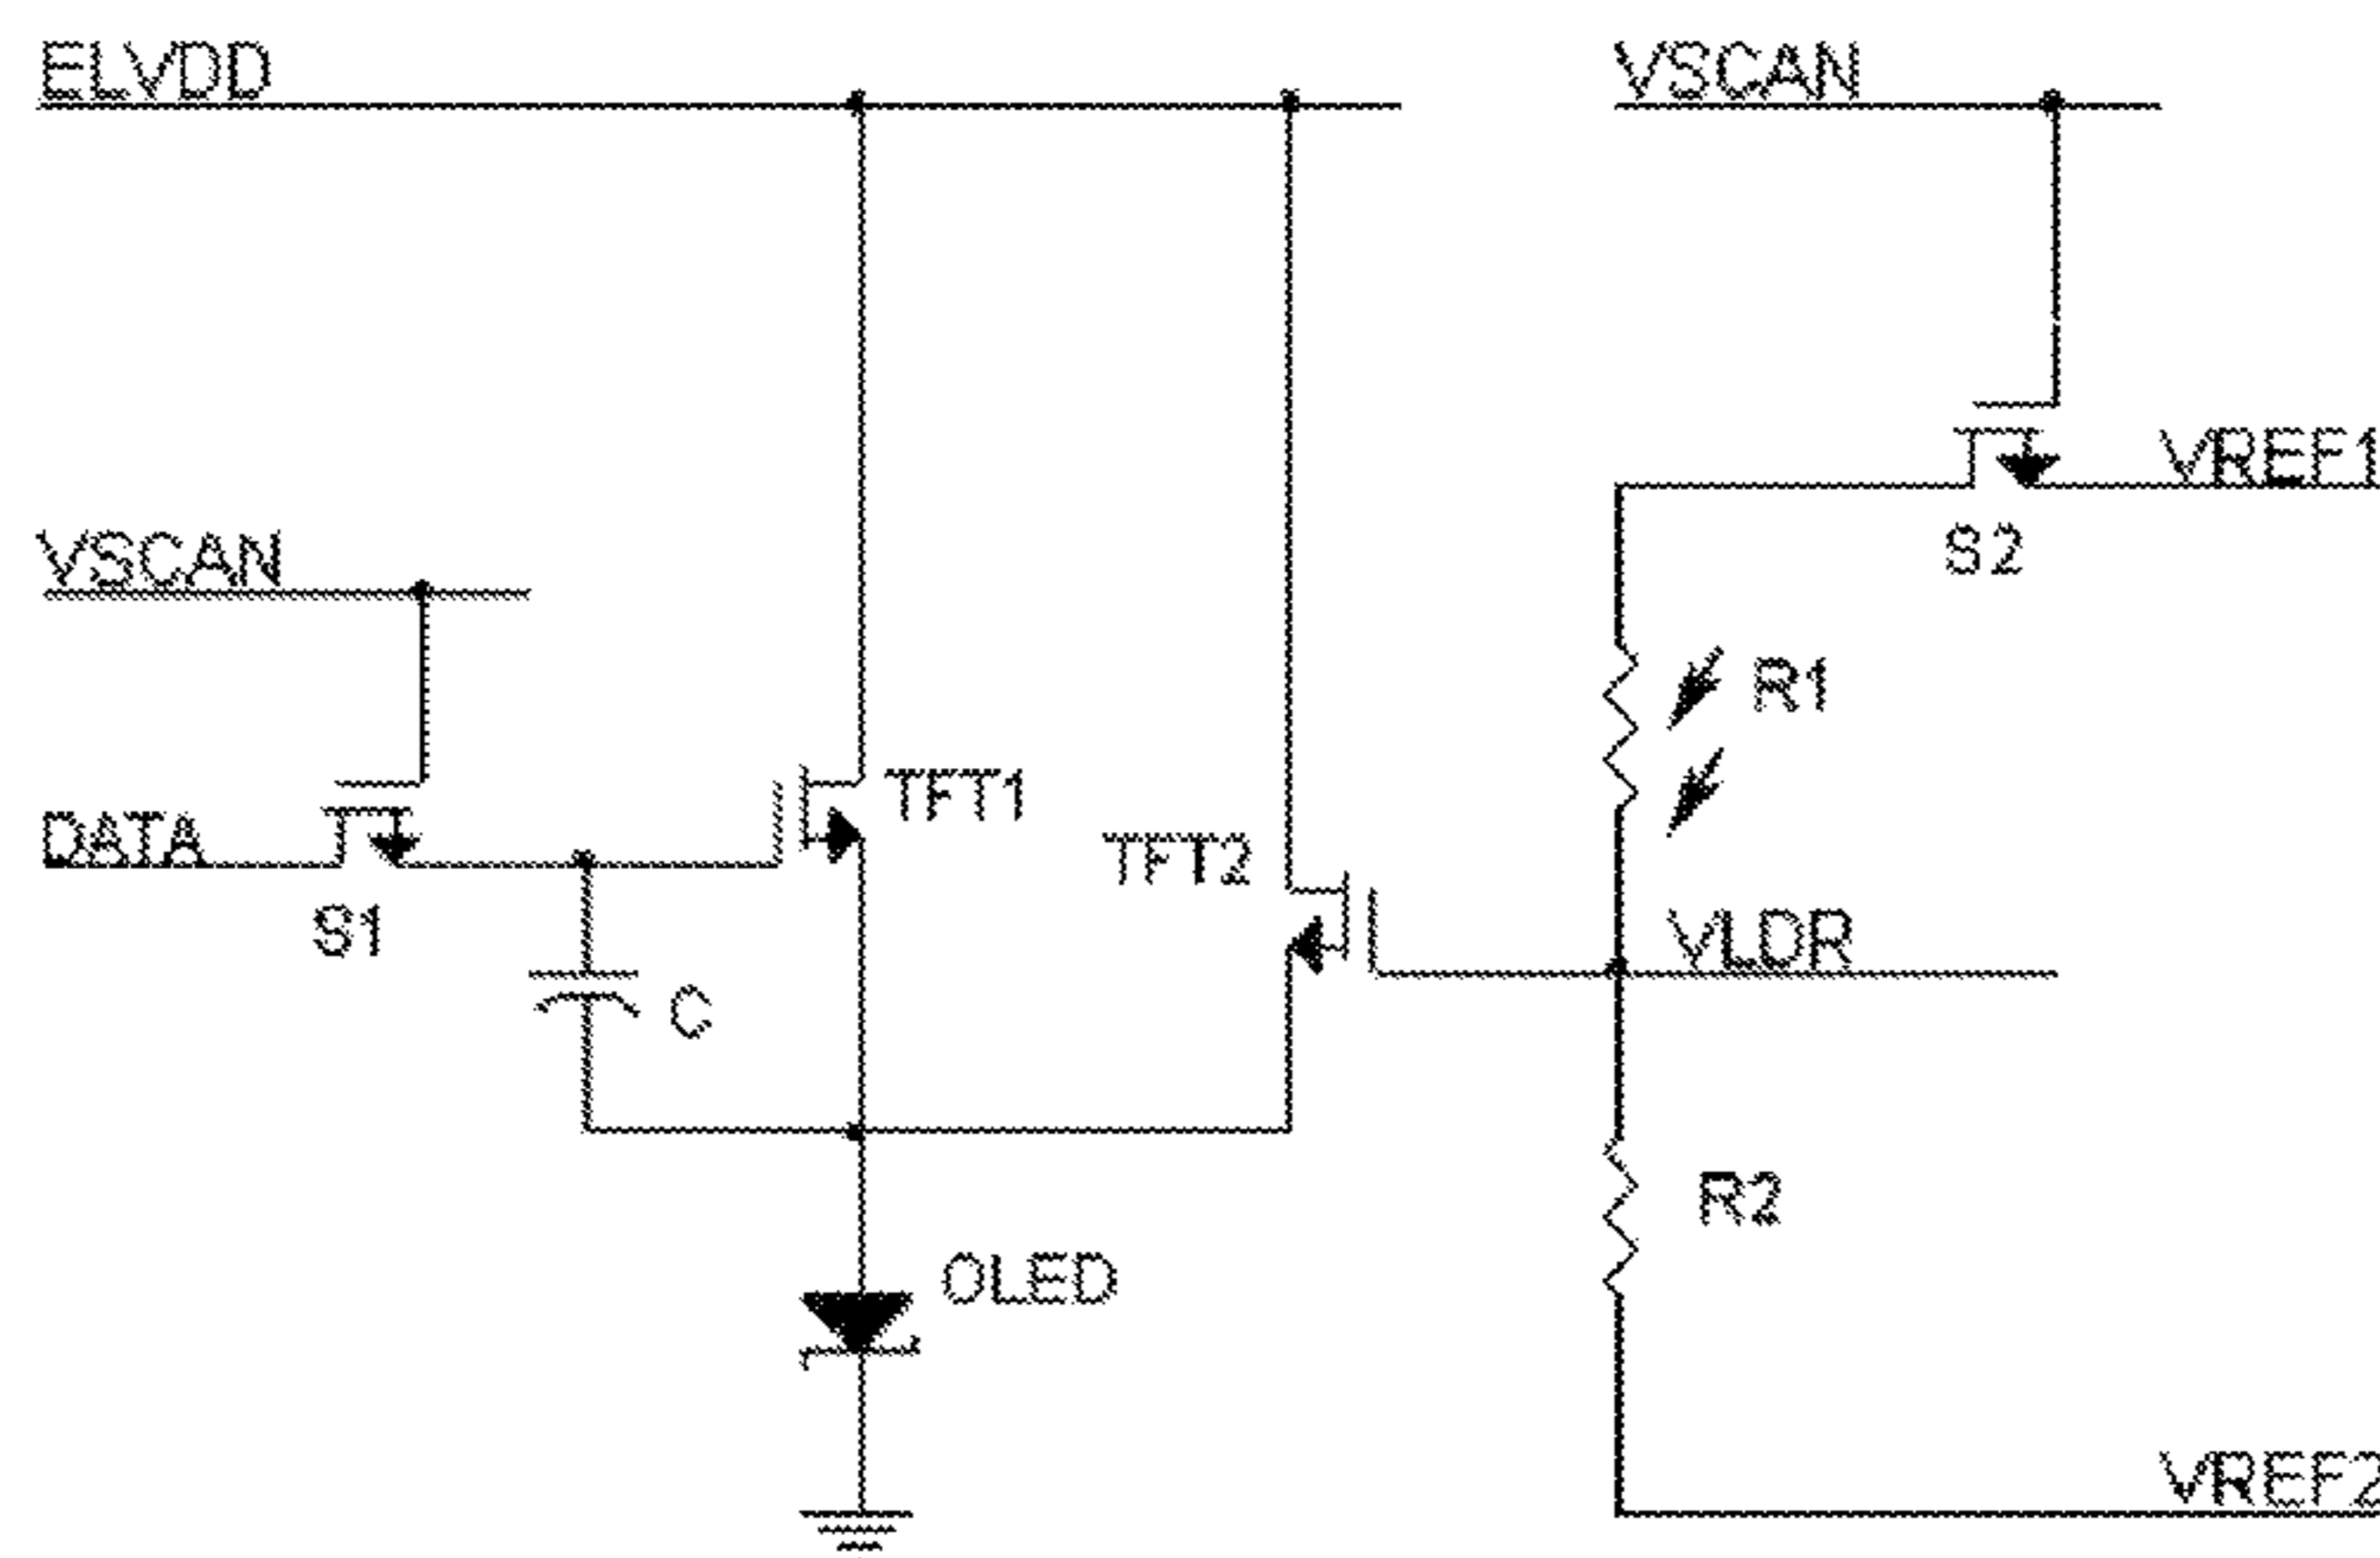 ELVDD
VSCAN
VREF1
S2
VSCAN
R1
TFT1
DATA
TFT2
S1
VLDR
C
R2
OLED
VREF2